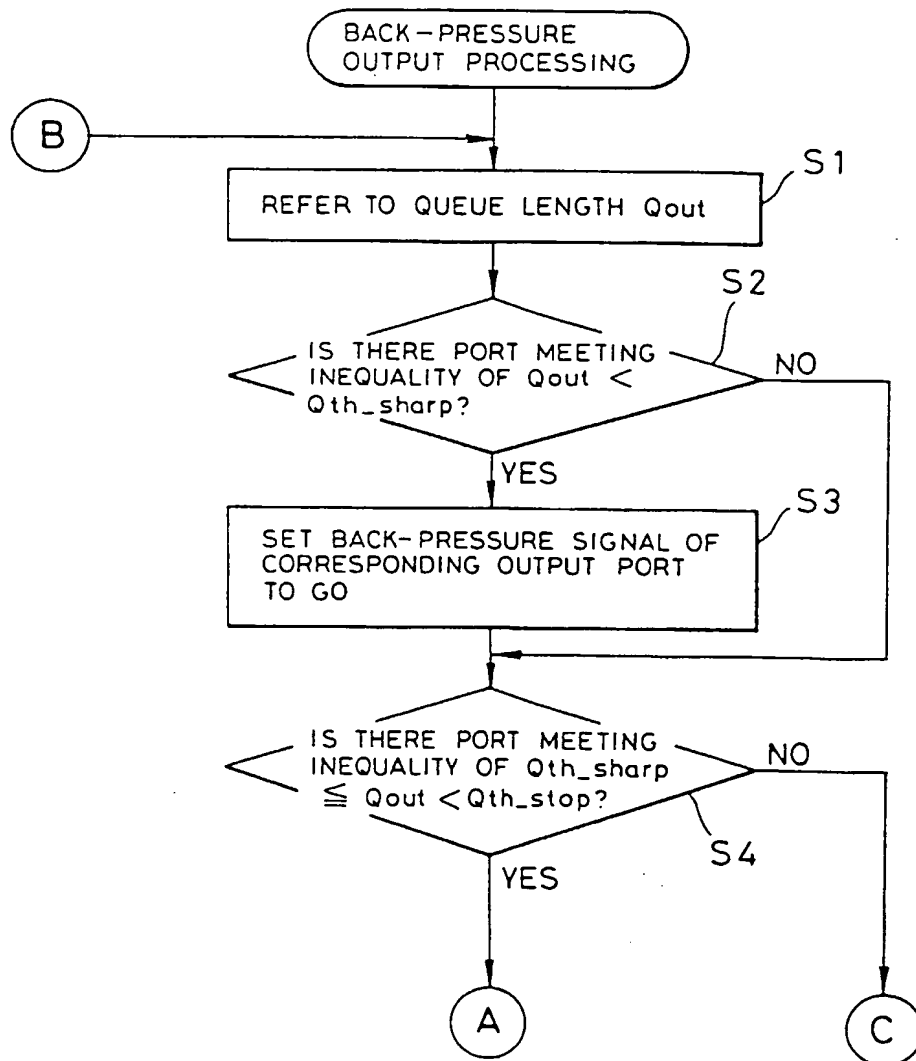 BACK-PRESSURE
OUTPUT PROCESSING
B
S1
REFER TO QUEUE LENGTH Qout
S2
IS THERE PORT MEETING
INEQUALITY OF Qout <
Qth_sharp?
NO
YES
S3
SET BACK-PRESSURE SIGNAL OF
CORRESPONDING OUTPUT PORT
TO GO
IS THERE PORT MEETING
INEQUALITY OF Qth_sharp
≦ Qout < Qth_stop?
NO
S4
YES
A
C